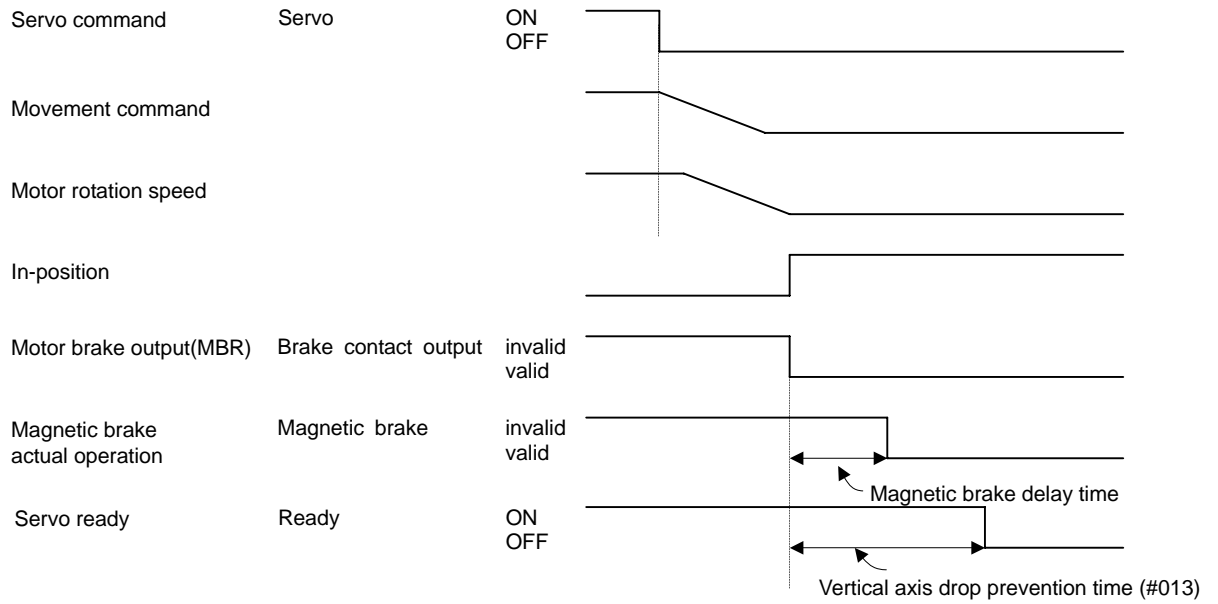 Servo command Servo ON
OFF
Movement command
Motor rotation speed
In-position
Motor brake output(MBR) Brake contact output invalid
valid
Magnetic brake Magnetic brake invalid
actual operation valid
Magnetic brake delay time
Servo ready Ready ON
OFF
Vertical axis drop prevention time (#013)